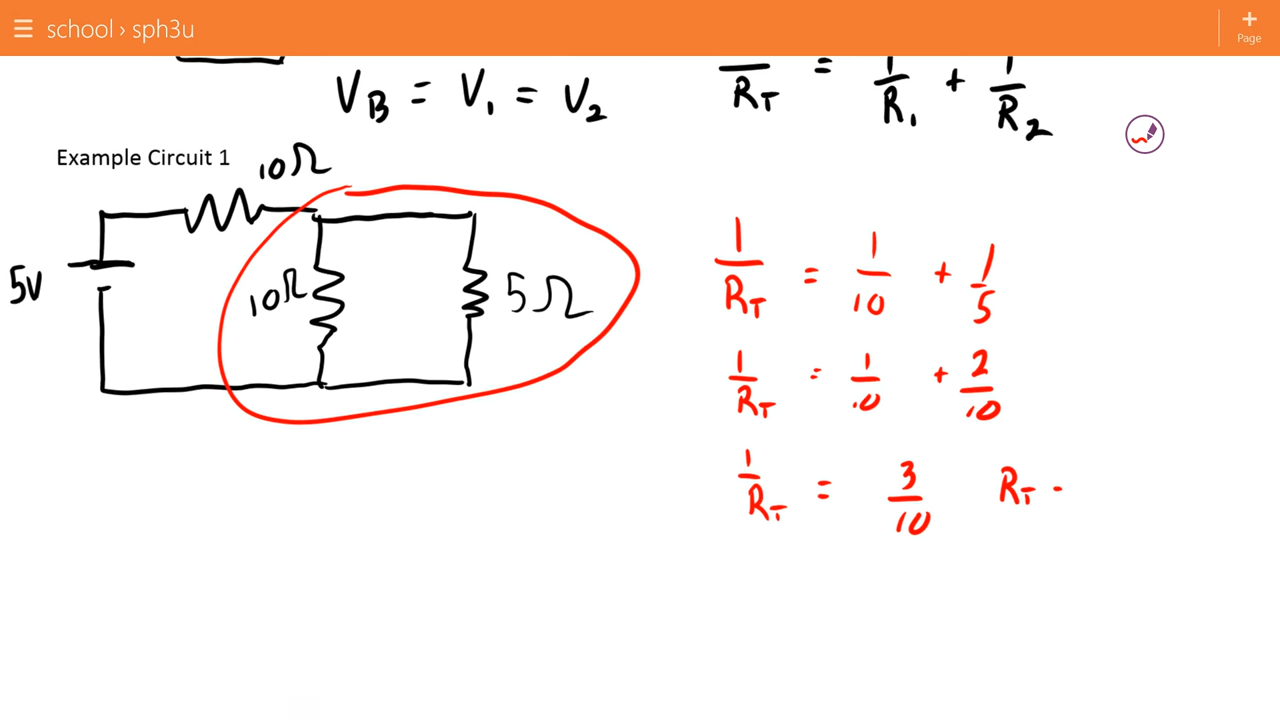 school › sph3u
Page
V_B = V_1 = V_2
/R_T = 1/R_1 + 1/R_2
Example Circuit 1
10Ω
5V
10Ω
5Ω
1/R_T = 1/10 + 1/5
1/R_T = 1/10 + 2/10
1/R_T = 3/10 R_T -